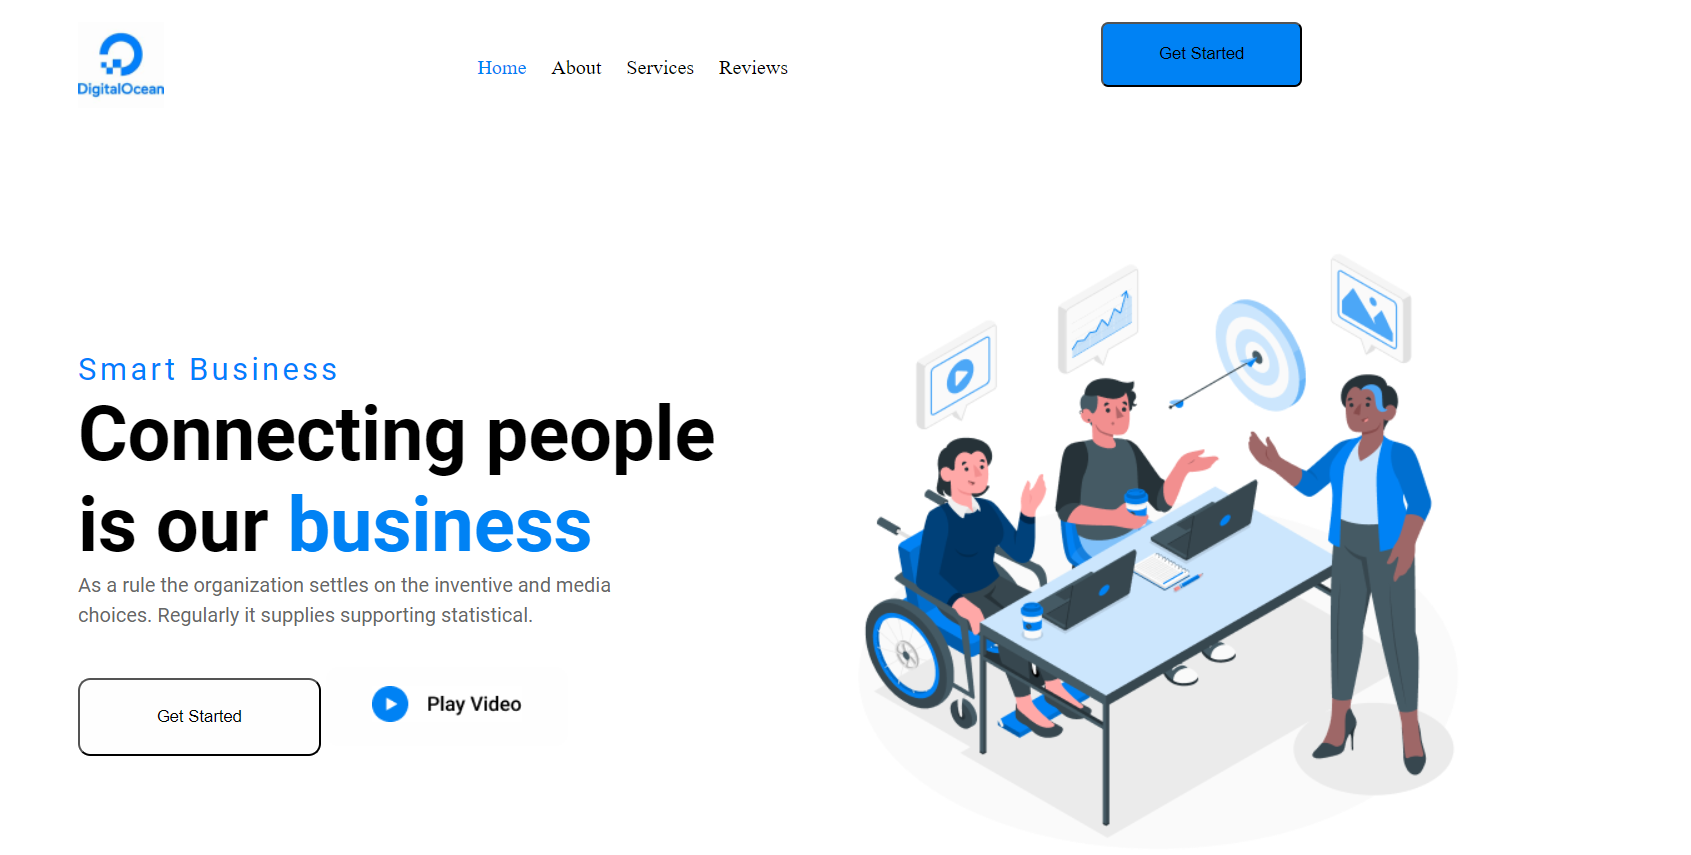 DigitalOcean
Home About Services Reviews
Get Started
Smart Business
Connecting people
is our business
As a rule the organization settles on the inventive and media
choices. Regularly it supplies supporting statistical.
Get Started
Play Video